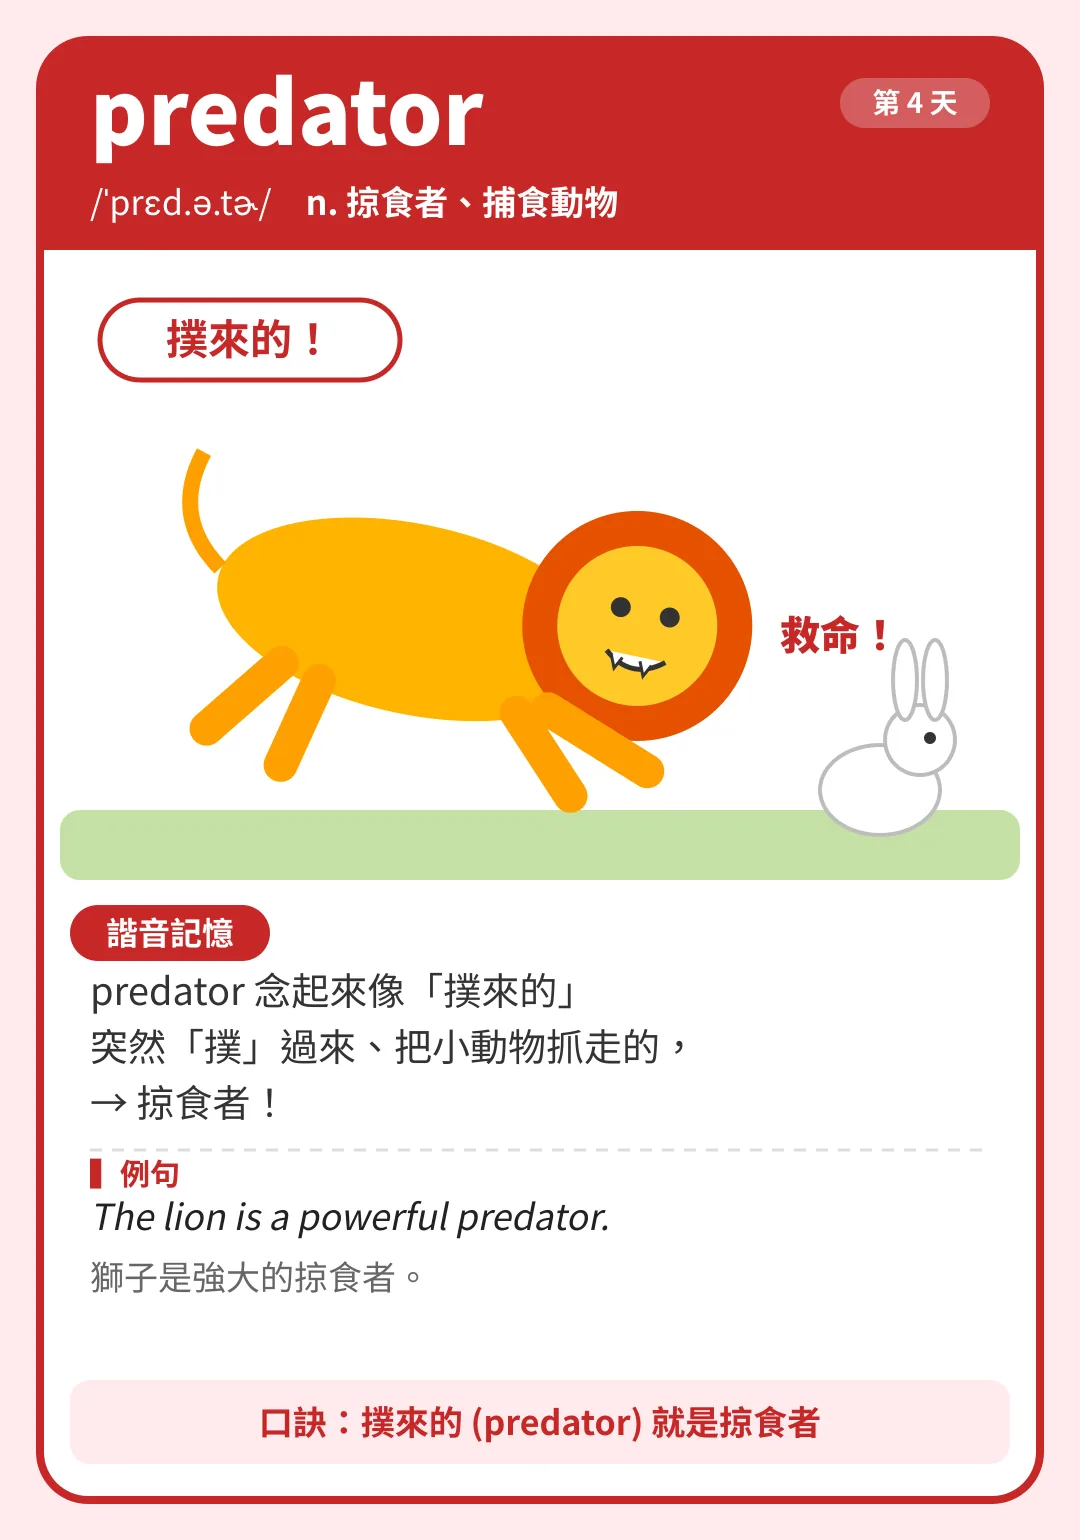 predator
第 4 天
/ˈprɛd.ə.tɚ/ n. 掠食者、捕食動物
撲來的！
救命！
諧音記憶
predator 念起來像「撲來的」
突然「撲」過來、把小動物抓走的，
→ 掠食者！
例句
The lion is a powerful predator.
獅子是強大的掠食者。
口訣：撲來的 (predator) 就是掠食者